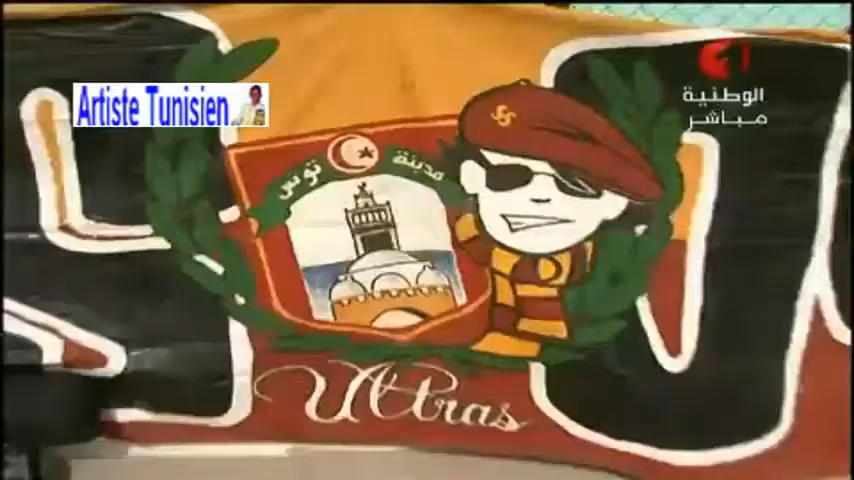 Artiste Tunisien
الوطنية
مباشر
مدينة تونس
Ultras